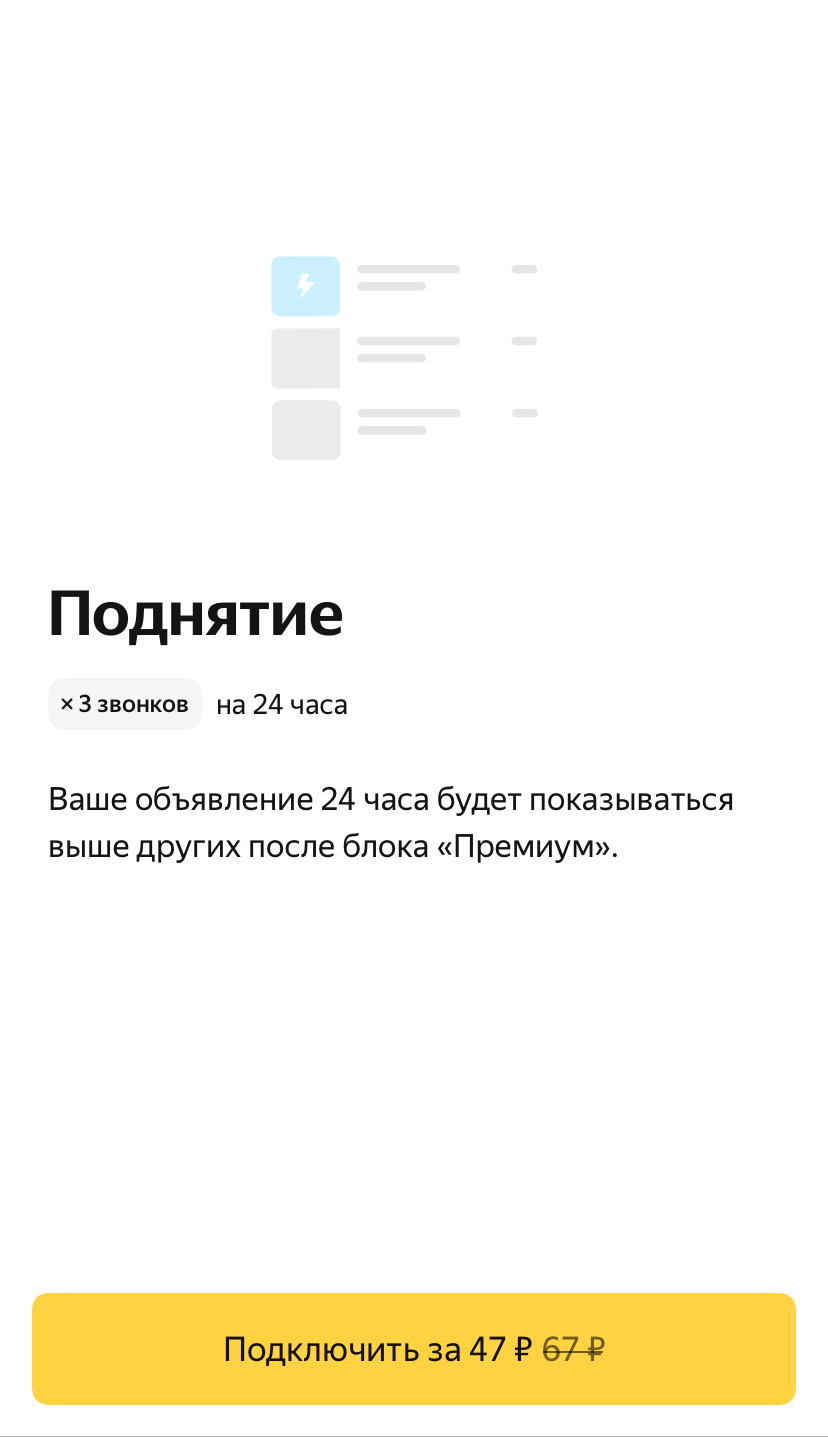 Поднятие
× 3 звонков на 24 часа
Ваше объявление 24 часа будет показываться
выше других после блока «Премиум».
Подключить за 47 ₽ 67 ₽